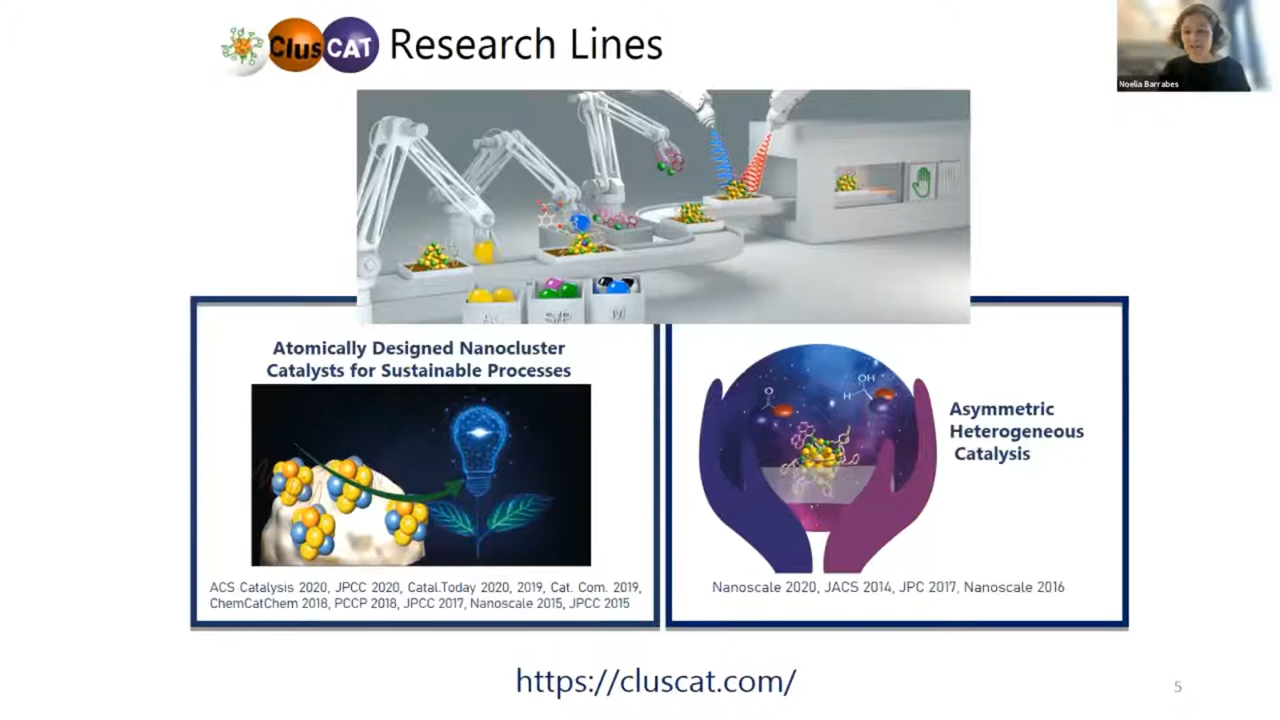 ClusCAT Research Lines
Noelia Barrabes
S/P
M
Atomically Designed Nanocluster
Catalysts for Sustainable Processes
ACS Catalysis 2020, JPCC 2020, Catal.Today 2020, 2019, Cat. Com. 2019,
ChemCatChem 2018, PCCP 2018, JPCC 2017, Nanoscale 2015, JPCC 2015
O
OH
H
Asymmetric
Heterogeneous
Catalysis
Nanoscale 2020, JACS 2014, JPC 2017, Nanoscale 2016
https://cluscat.com/
5